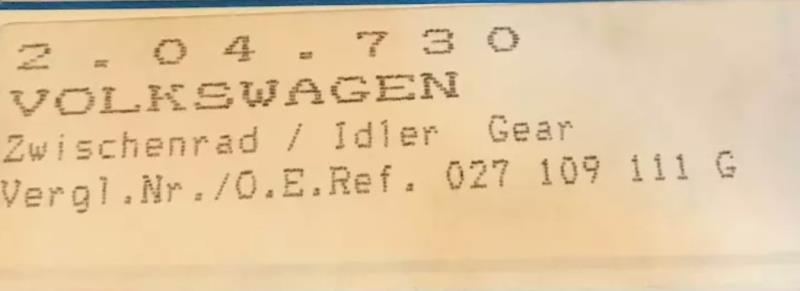 2.04.730
VOLKSWAGEN
Zwischenrad / Idler Gear
Vergl.Nr./O.E.Ref. 027 109 111 G